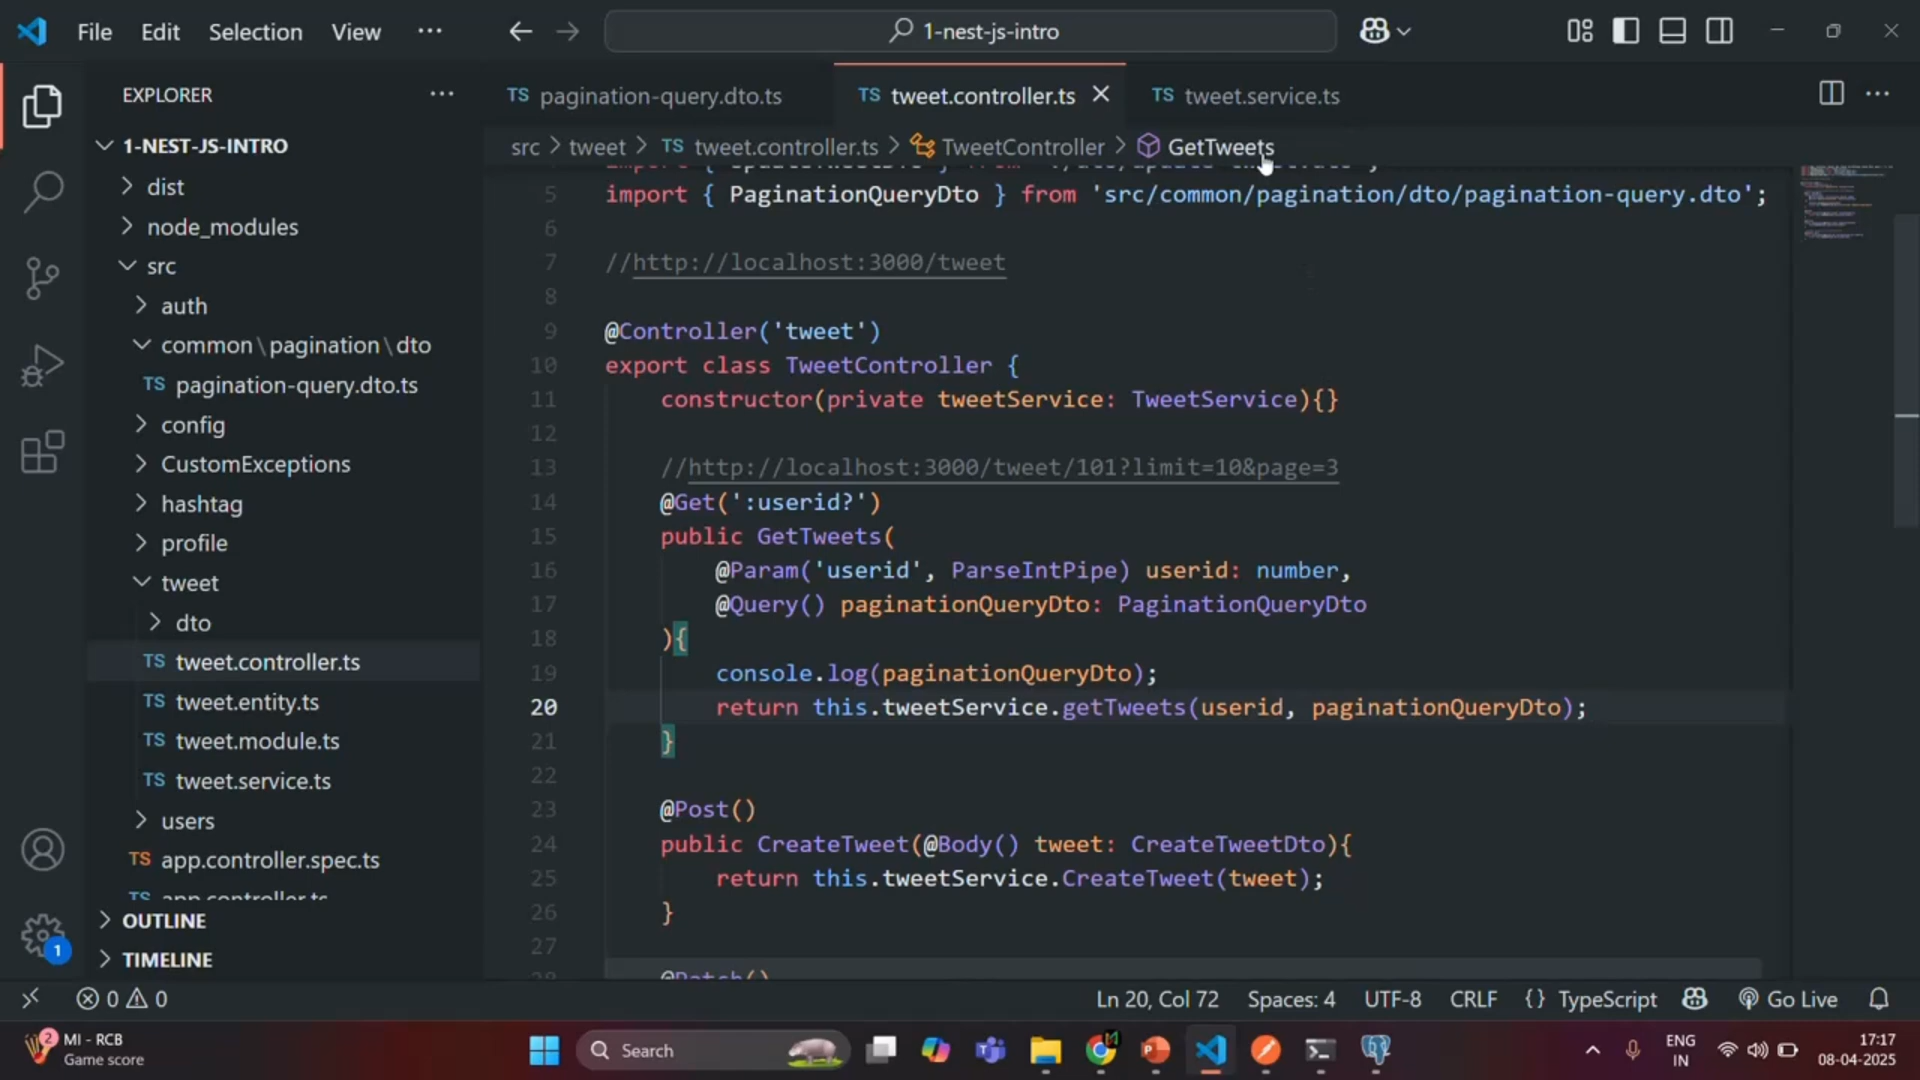 File Edit Selection View ··· 1-nest-js-intro
EXPLORER ···
1-NEST-JS-INTRO
dist
node_modules
src
auth
common\pagination\dto
TS pagination-query.dto.ts
config
CustomExceptions
hashtag
profile
tweet
dto
TS tweet.controller.ts
TS tweet.entity.ts
TS tweet.module.ts
TS tweet.service.ts
users
TS app.controller.spec.ts
TS app.controller.ts
OUTLINE
TIMELINE
TS pagination-query.dto.ts TS tweet.controller.ts TS tweet.service.ts ···
src > tweet > TS tweet.controller.ts > TweetController > GetTweets
5 import { PaginationQueryDto } from 'src/common/pagination/dto/pagination-query.dto';
6
7 //http://localhost:3000/tweet
8
9 @Controller('tweet')
10 export class TweetController {
11 constructor(private tweetService: TweetService){}
12
13 //http://localhost:3000/tweet/101?limit=10&page=3
14 @Get(':userid?')
15 public GetTweets(
16 @Param('userid', ParseIntPipe) userid: number,
17 @Query() paginationQueryDto: PaginationQueryDto
18 ){
19 console.log(paginationQueryDto);
20 return this.tweetService.getTweets(userid, paginationQueryDto);
21 }
22
23 @Post()
24 public CreateTweet(@Body() tweet: CreateTweetDto){
25 return this.tweetService.CreateTweet(tweet);
26 }
27
28 @Patch()
1
0 0 Ln 20, Col 72 Spaces: 4 UTF-8 CRLF {} TypeScript Go Live
2 MI - RCB
Game score
Search
ENG
IN
17:17
08-04-2025